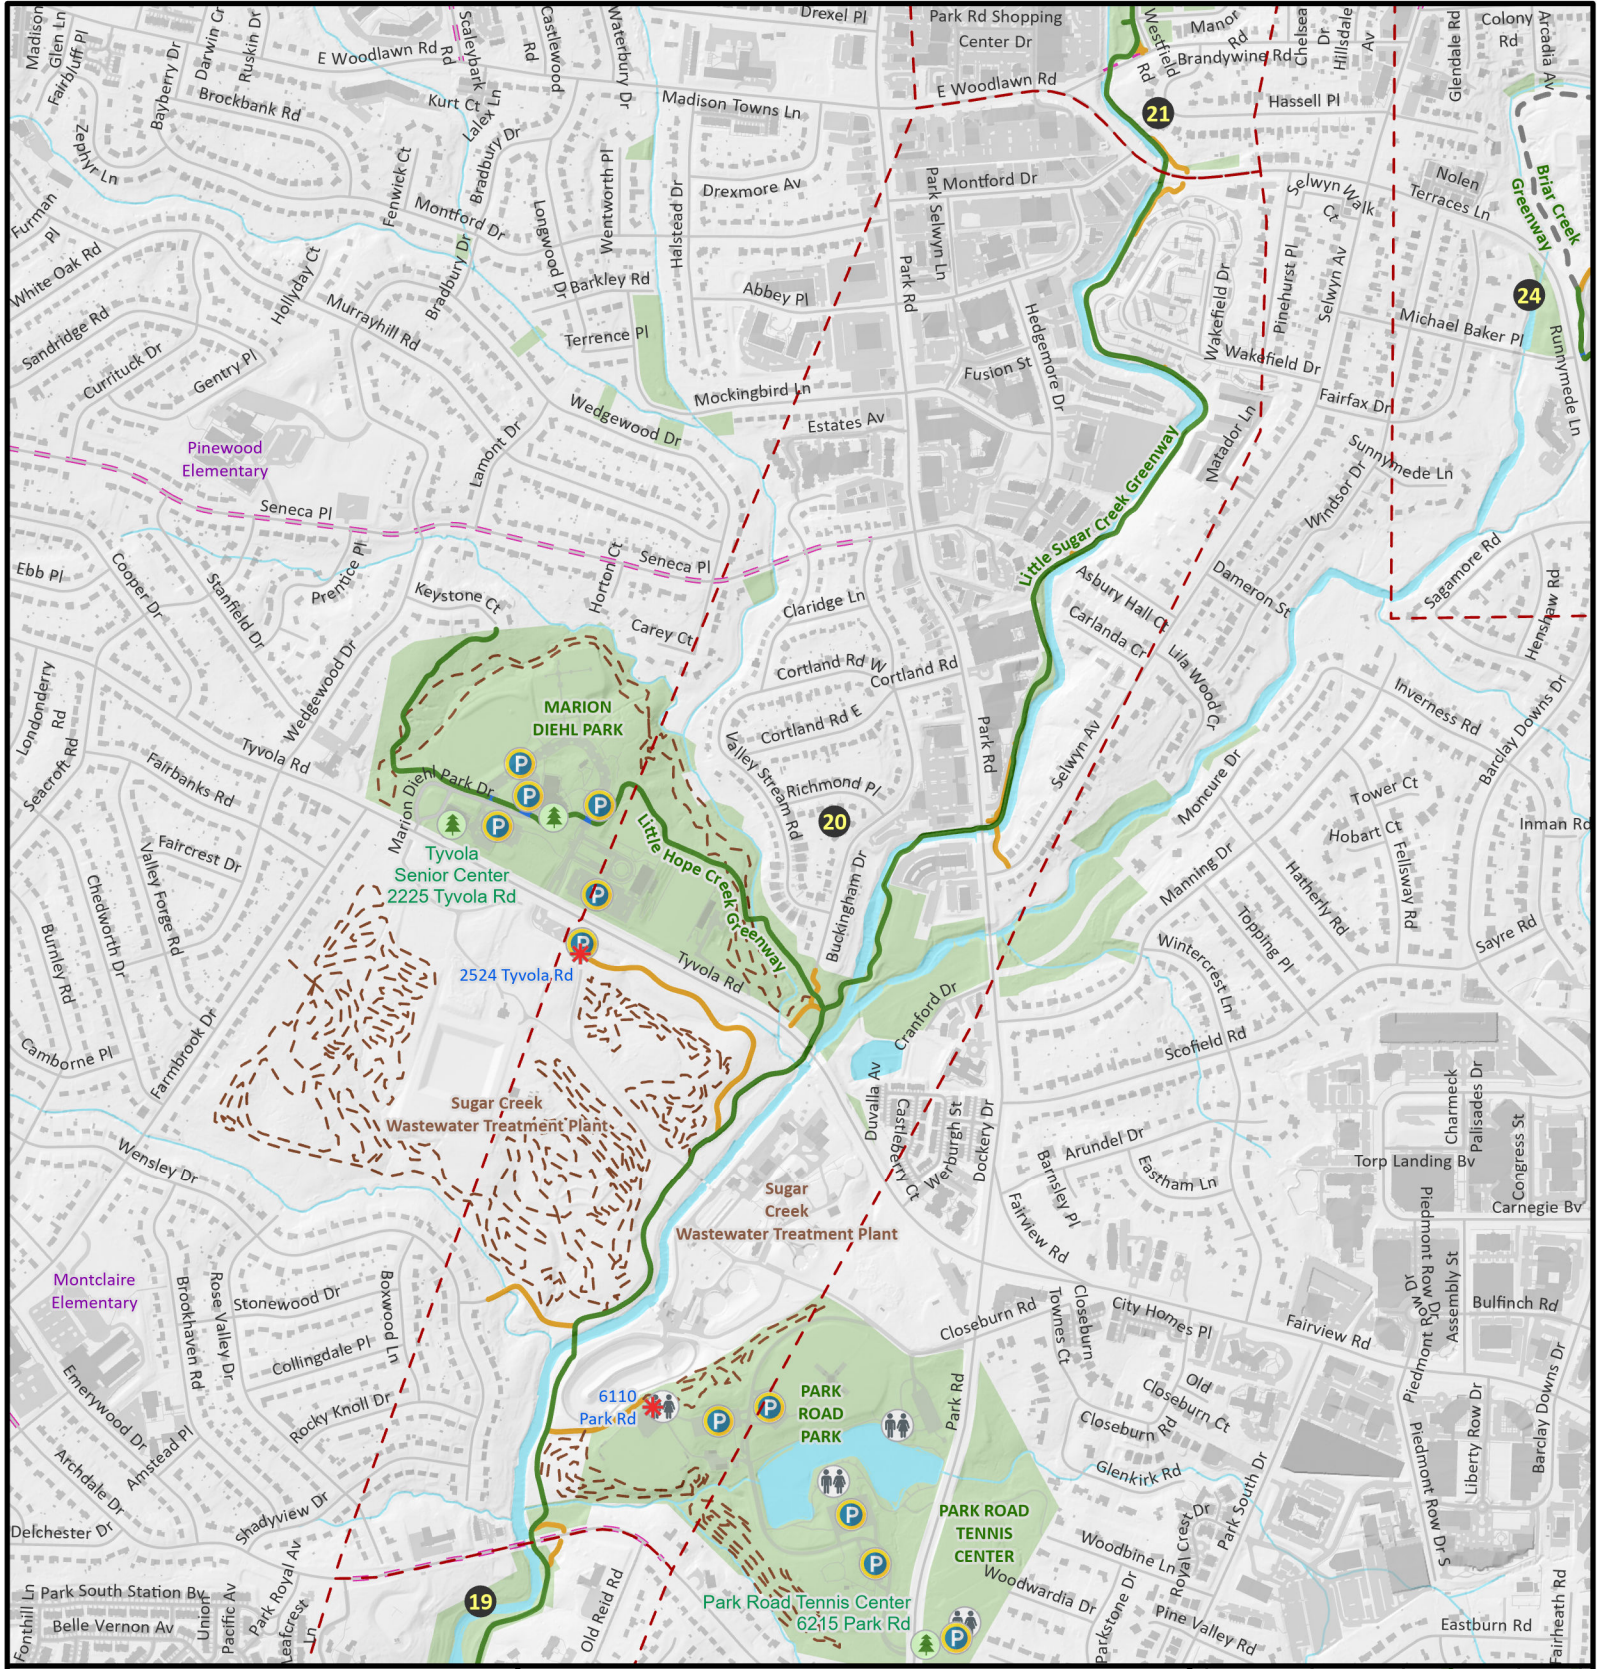 Madison
Glen Ln
Fairbluff Pl
Bayberry Dr
Darwin Cr
Ruskin Dr
E Woodlawn Rd
Scaleybark
Rd
Castlewood
Rd
Waterbury Dr
Drexel Pl
Park Rd Shopping
Center Dr
Westfield
Rd
Manor
Rd
Brandywine Rd
Chelsea
Dr
Hillsdale
Av
Glendale Rd
Colony
Rd
Arcadia Av
Zephyr Ln
Brockbank Rd
Kurt Ct
Lalex Ln
Bradbury Dr
Madison Towns Ln
E Woodlawn Rd
21
Hassell Pl
Fenwick Ct
Montford Dr
Longwood Dr
Wentworth Pl
Halstead Dr
Drexmore Av
Park Selwyn Ln
Montford Dr
Selwyn Walk
Ct
Nolen
Terraces Ln
Briar Creek
Greenway
Furman
Pl
White Oak Rd
Hollyday Ct
Bradbury Dr
Barkley Rd
Abbey Pl
Park Rd
Wakefield Dr
Pinehurst Pl
Selwyn Av
24
Sandridge Rd
Currituck Dr
Gentry Pl
Murrayhill Rd
Terrence Pl
Mockingbird Ln
Fusion St
Hedgemore Dr
Wakefield Dr
Fairfax Dr
Michael Baker Pl
Runnymede Ln
Pinewood
Elementary
Lamont Dr
Wedgewood Dr
Estates Av
Little Sugar Creek Greenway
Matador Ln
Sunnymede Ln
Windsor Dr
Seneca Pl
Seneca Pl
Ebb Pl
Cooper Dr
Stanfield Dr
Prentice Pl
Keystone Ct
Horton Ct
Carey Ct
Claridge Ln
Asbury Hall Ct
Carlanda Cr
Dameron St
Sagamore Rd
Henshaw Rd
Londonderry
Rd
Wedgewood Dr
Cortland Rd W
Cortland Rd
Cortland Rd E
Lila Wood Cr
Inverness Rd
Barclay Downs Dr
MARION
DIEHL PARK
Seacroft Rd
Tyvola Rd
Fairbanks Rd
Marion Diehl Park Dr
Valley Stream Rd
Richmond Pl
Park Rd
Selwyn Av
Moncure Dr
Tower Ct
Hobart Ct
Inman Rd
20
Faircrest Dr
Valley Forge Rd
Chedworth Dr
Burnley Rd
Tyvola
Senior Center
2225 Tyvola Rd
P
P
P
P
P
P
Little Hope Creek Greenway
Buckingham Dr
Manning Dr
Hatherly Rd
Fellsway Rd
Topping Pl
Sayre Rd
2524 Tyvola Rd
Tyvola Rd
Cranford Dr
Wintercrest Ln
Scofield Rd
Camborne Pl
Farmbrook Dr
Sugar Creek
Wastewater Treatment Plant
Duvalla Av
Castleberry Ct
Werburgh St
Dockery Dr
Arundel Dr
Barnsley Pl
Eastham Ln
Fairview Rd
Charmeck
Palisades Dr
Congress St
Torp Landing Bv
Carnegie Bv
Wensley Dr
Sugar
Creek
Wastewater Treatment Plant
Montclaire
Elementary
Brookhaven Rd
Rose Valley Dr
Stonewood Dr
Boxwood Ln
Collingdale Pl
Rocky Knoll Dr
Closeburn Rd
Townes Ct
Closeburn
City Homes Pl
Fairview Rd
Piedmont Row Dr
Row Dr
Assembly St
Bulfinch Rd
Piedmont Row Dr
Emerywood Dr
Amstead Pl
Archdale Dr
Shadyview Dr
6110
Park Rd
P
P
PARK
ROAD
PARK
Park Rd
Old
Closeburn Ct
Closeburn Rd
Glenkirk Rd
Park South Dr
Liberty Row Dr
Barclay Downs Dr
Piedmont Row Dr S
Delchester Dr
P
P
PARK ROAD
TENNIS
CENTER
Woodbine Ln
Woodwardia Dr
Royal Crest Dr
Fonthill Ln
Park South Station Bv
Belle Vernon Av
Union
Pacific Av
Park Royal Av
Leafcrest
Ln
19
Old Reid Rd
Park Road Tennis Center
6215 Park Rd
P
Parkstone Dr
Pine Valley Rd
Eastburn Rd
Fairheath Rd